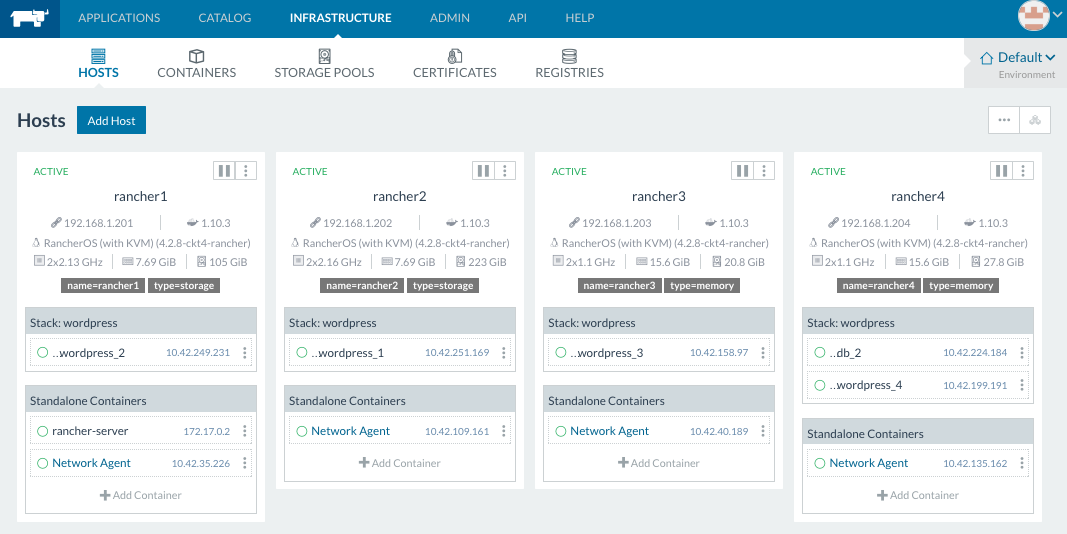 APPLICATIONS CATALOG INFRASTRUCTURE ADMIN API HELP
HOSTS CONTAINERS STORAGE POOLS CERTIFICATES REGISTRIES Default
Environment
Hosts Add Host
ACTIVE
rancher1
192.168.1.201 1.10.3
RancherOS (with KVM) (4.2.8-ckt4-rancher)
2x2.13 GHz 7.69 GiB 105 GiB
name=rancher1 type=storage
Stack: wordpress
..wordpress_2 10.42.249.231
Standalone Containers
rancher-server 172.17.0.2
Network Agent 10.42.35.226
Add Container
ACTIVE
rancher2
192.168.1.202 1.10.3
RancherOS (with KVM) (4.2.8-ckt4-rancher)
2x2.16 GHz 7.69 GiB 223 GiB
name=rancher2 type=storage
Stack: wordpress
..wordpress_1 10.42.251.169
Standalone Containers
Network Agent 10.42.109.161
Add Container
ACTIVE
rancher3
192.168.1.203 1.10.3
RancherOS (with KVM) (4.2.8-ckt4-rancher)
2x1.1 GHz 15.6 GiB 20.8 GiB
name=rancher3 type=memory
Stack: wordpress
..wordpress_3 10.42.158.97
Standalone Containers
Network Agent 10.42.40.189
Add Container
ACTIVE
rancher4
192.168.1.204 1.10.3
RancherOS (with KVM) (4.2.8-ckt4-rancher)
2x1.1 GHz 15.6 GiB 27.8 GiB
name=rancher4 type=memory
Stack: wordpress
..db_2 10.42.224.184
..wordpress_4 10.42.199.191
Standalone Containers
Network Agent 10.42.135.162
Add Container